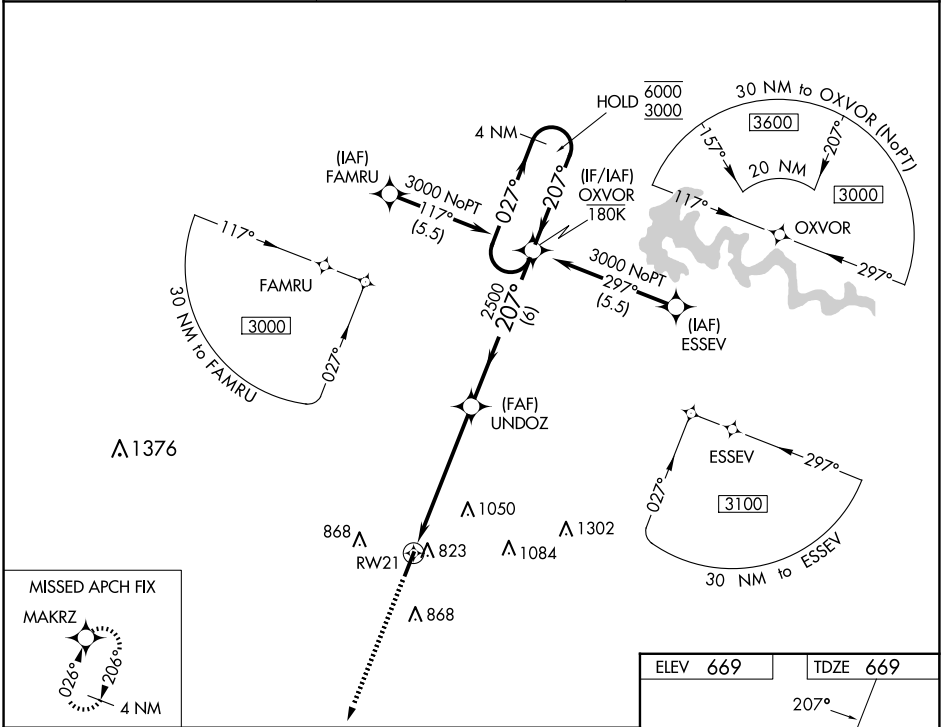 HOLD 6000
3000
4 NM
(IAF)
FAMRU
3000 NoPT
117°
(5.5)
027°
207°
(IF/IAF)
OXVOR
180K
30 NM to OXVOR (NoPT)
3600
157°
207°
20 NM
3000
117°
OXVOR
297°
3000 NoPT
297°
(5.5)
(IAF)
ESSEV
117°
FAMRU
3000
30 NM to FAMRU
027°
2500
207°
(6)
(FAF)
UNDOZ
1376
ESSEV
297°
027°
3100
30 NM to ESSEV
1050
868
1302
RW21
823
1084
868
MISSED APCH FIX
MAKRZ
026°
206°
4 NM
ELEV 669
TDZE 669
207°